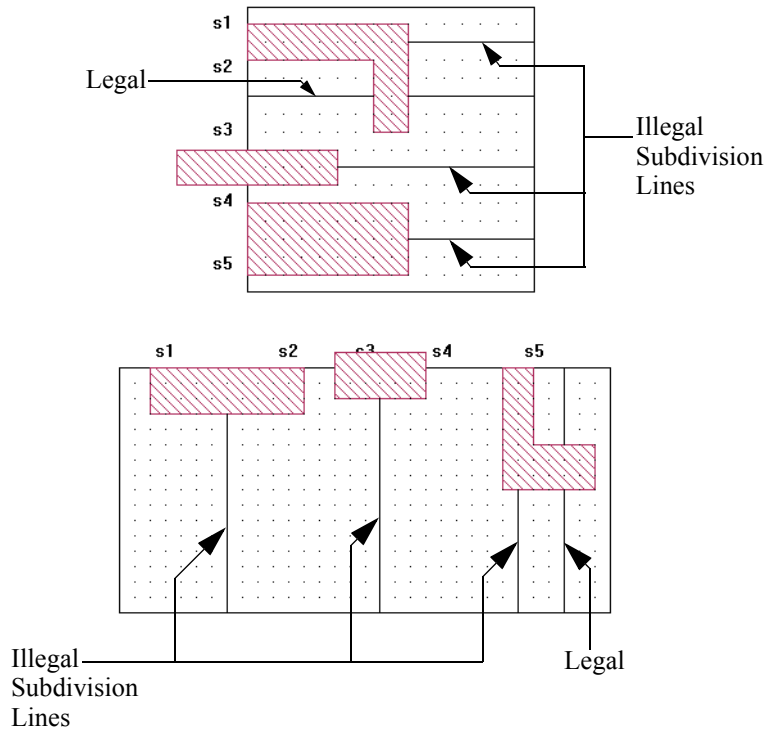 s1
s2
Legal
s3
Illegal
Subdivision
Lines
s4
s5
s1 s2 s3 s4 s5
Illegal
Subdivision
Lines
Legal